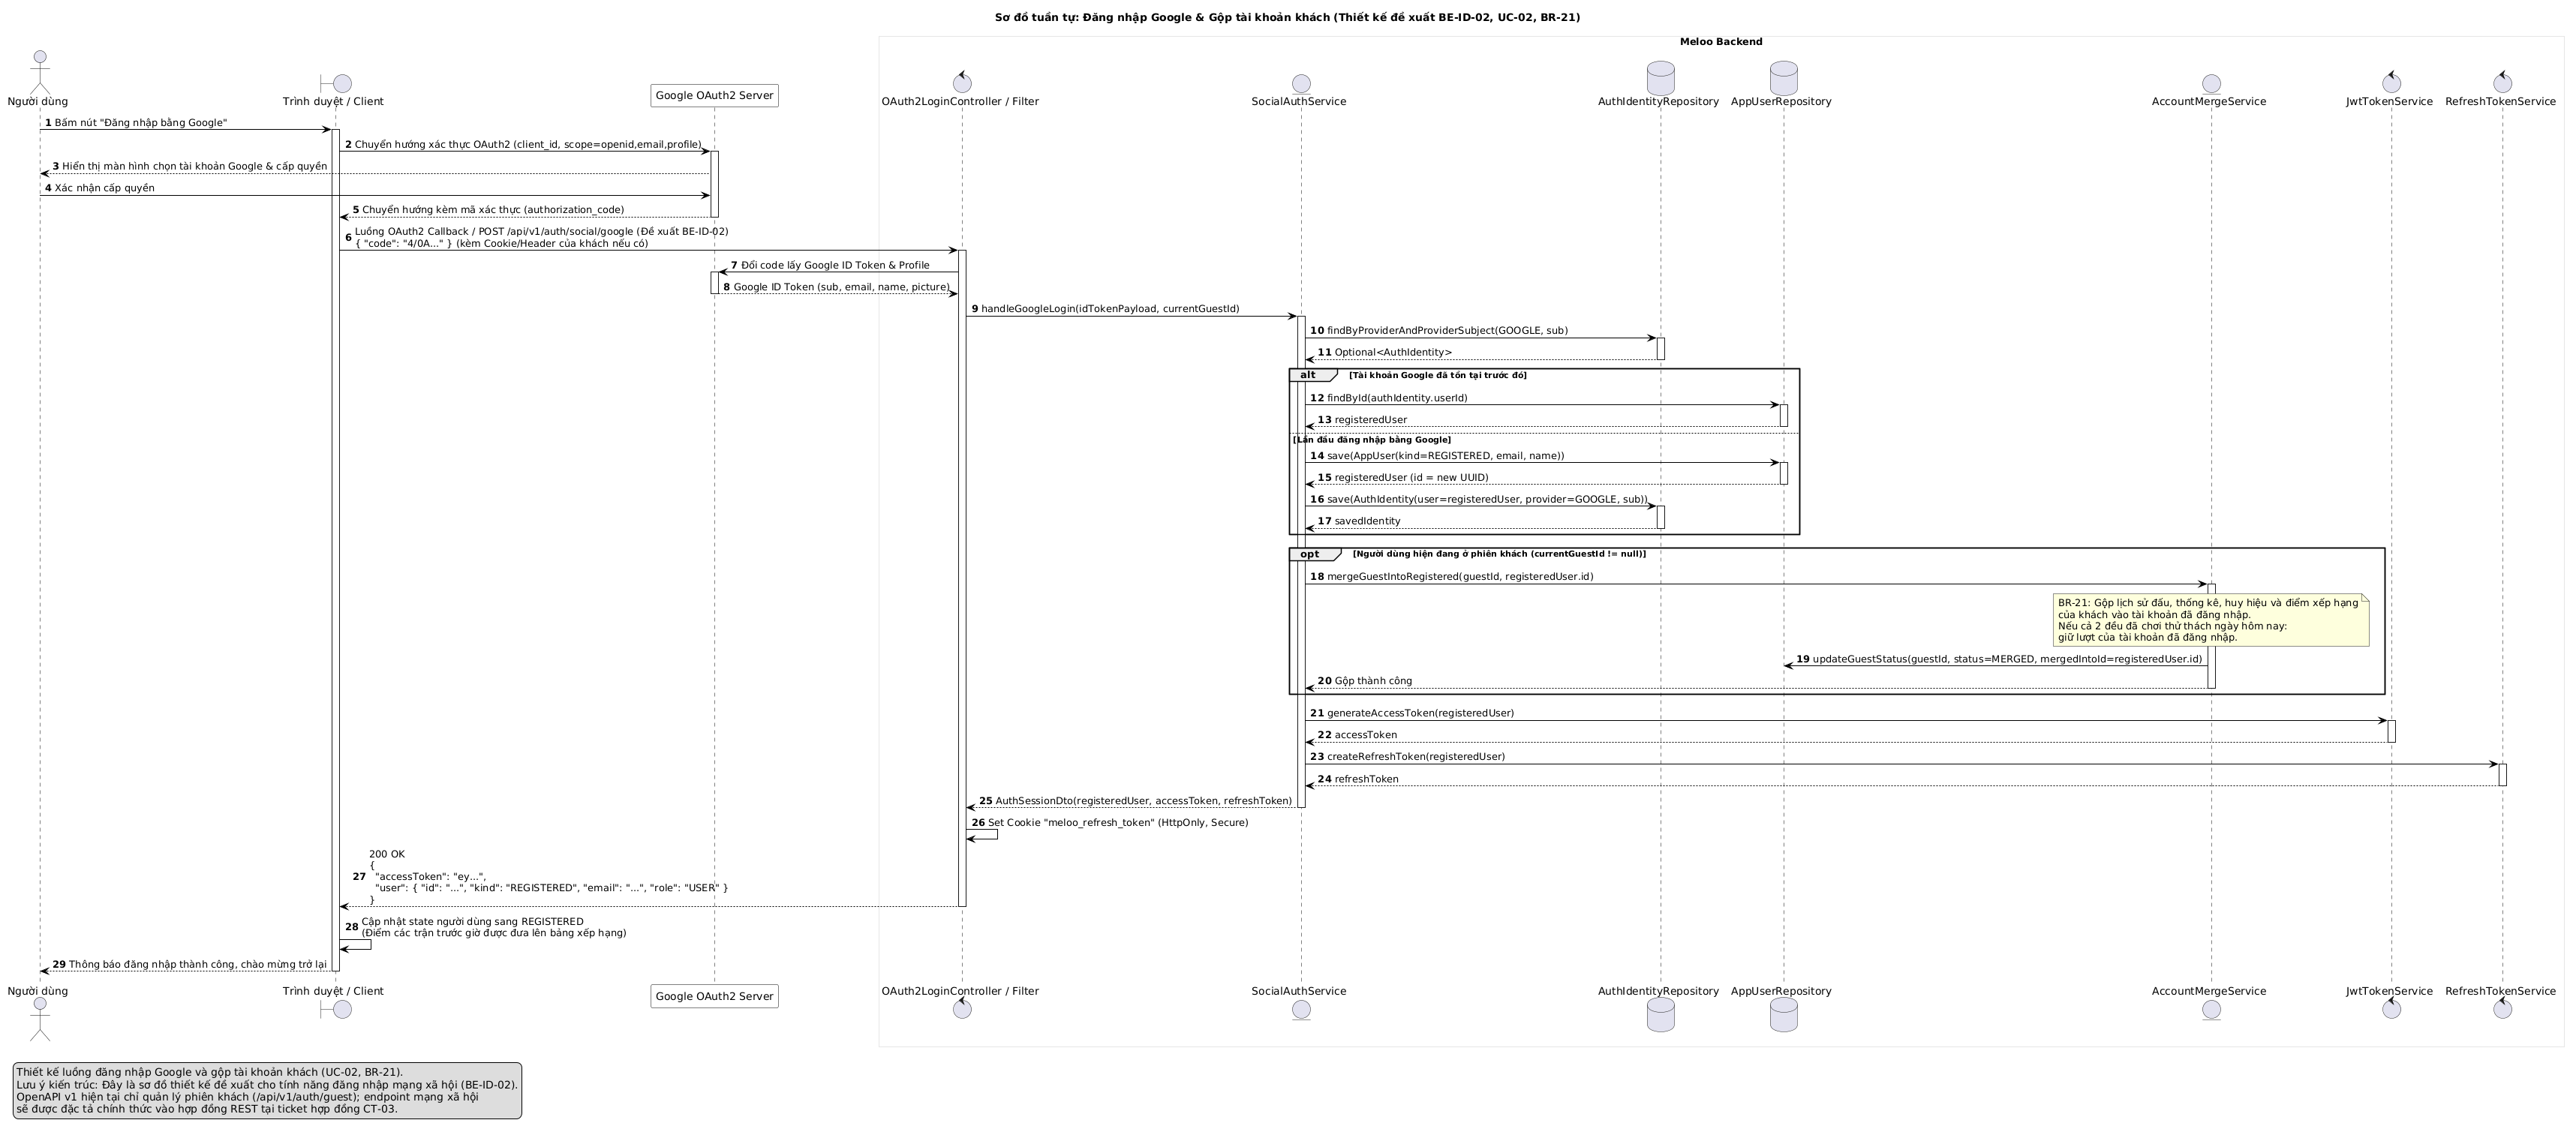 Sơ đồ tuần tự: Đăng nhập Google & Gộp tài khoản khách (Thiết kế đề xuất BE-ID-02, UC-02, BR-21)
Meloo Backend
Người dùng
Trình duyệt / Client
Google OAuth2 Server
OAuth2LoginController / Filter
SocialAuthService
AuthIdentityRepository
AppUserRepository
AccountMergeService
JwtTokenService
RefreshTokenService
1 Bấm nút "Đăng nhập bằng Google"
2 Chuyển hướng xác thực OAuth2 (client_id, scope=openid,email,profile)
3 Hiển thị màn hình chọn tài khoản Google & cấp quyền
4 Xác nhận cấp quyền
5 Chuyển hướng kèm mã xác thực (authorization_code)
6 Luồng OAuth2 Callback / POST /api/v1/auth/social/google (Đề xuất BE-ID-02)
{ "code": "4/0A..." } (kèm Cookie/Header của khách nếu có)
7 Đổi code lấy Google ID Token & Profile
8 Google ID Token (sub, email, name, picture)
9 handleGoogleLogin(idTokenPayload, currentGuestId)
10 findByProviderAndProviderSubject(GOOGLE, sub)
11 Optional<AuthIdentity>
alt [Tài khoản Google đã tồn tại trước đó]
12 findById(authIdentity.userId)
13 registeredUser
[Lần đầu đăng nhập bằng Google]
14 save(AppUser(kind=REGISTERED, email, name))
15 registeredUser (id = new UUID)
16 save(AuthIdentity(user=registeredUser, provider=GOOGLE, sub))
17 savedIdentity
opt [Người dùng hiện đang ở phiên khách (currentGuestId != null)]
18 mergeGuestIntoRegistered(guestId, registeredUser.id)
BR-21: Gộp lịch sử đấu, thống kê, huy hiệu và điểm xếp hạng
của khách vào tài khoản đã đăng nhập.
Nếu cả 2 đều đã chơi thử thách ngày hôm nay:
giữ lượt của tài khoản đã đăng nhập.
19 updateGuestStatus(guestId, status=MERGED, mergedIntoId=registeredUser.id)
20 Gộp thành công
21 generateAccessToken(registeredUser)
22 accessToken
23 createRefreshToken(registeredUser)
24 refreshToken
25 AuthSessionDto(registeredUser, accessToken, refreshToken)
26 Set Cookie "meloo_refresh_token" (HttpOnly, Secure)
200 OK
{
27 "accessToken": "ey...",
"user": { "id": "...", "kind": "REGISTERED", "email": "...", "role": "USER" }
}
28 Cập nhật state người dùng sang REGISTERED
(Điểm các trận trước giờ được đưa lên bảng xếp hạng)
29 Thông báo đăng nhập thành công, chào mừng trở lại
Người dùng
Trình duyệt / Client
Google OAuth2 Server
OAuth2LoginController / Filter
SocialAuthService
AuthIdentityRepository
AppUserRepository
AccountMergeService
JwtTokenService
RefreshTokenService
Thiết kế luồng đăng nhập Google và gộp tài khoản khách (UC-02, BR-21).
Lưu ý kiến trúc: Đây là sơ đồ thiết kế đề xuất cho tính năng đăng nhập mạng xã hội (BE-ID-02).
OpenAPI v1 hiện tại chỉ quản lý phiên khách (/api/v1/auth/guest); endpoint mạng xã hội
sẽ được đặc tả chính thức vào hợp đồng REST tại ticket hợp đồng CT-03.